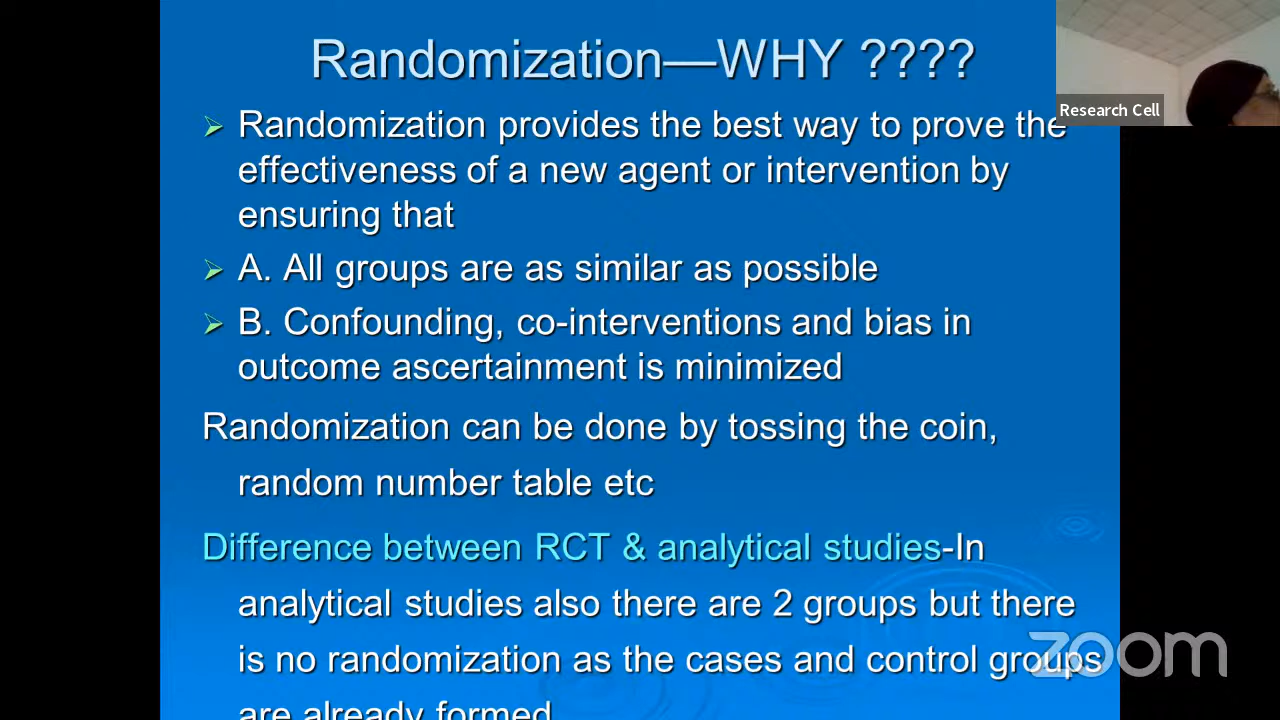 Randomization—WHY ????
Research Cell
➢ Randomization provides the best way to prove the
effectiveness of a new agent or intervention by
ensuring that
➢ A. All groups are as similar as possible
➢ B. Confounding, co-interventions and bias in
outcome ascertainment is minimized
Randomization can be done by tossing the coin,
random number table etc
Difference between RCT & analytical studies-In
analytical studies also there are 2 groups but there
is no randomization as the cases and control groups
are already formed
zoom